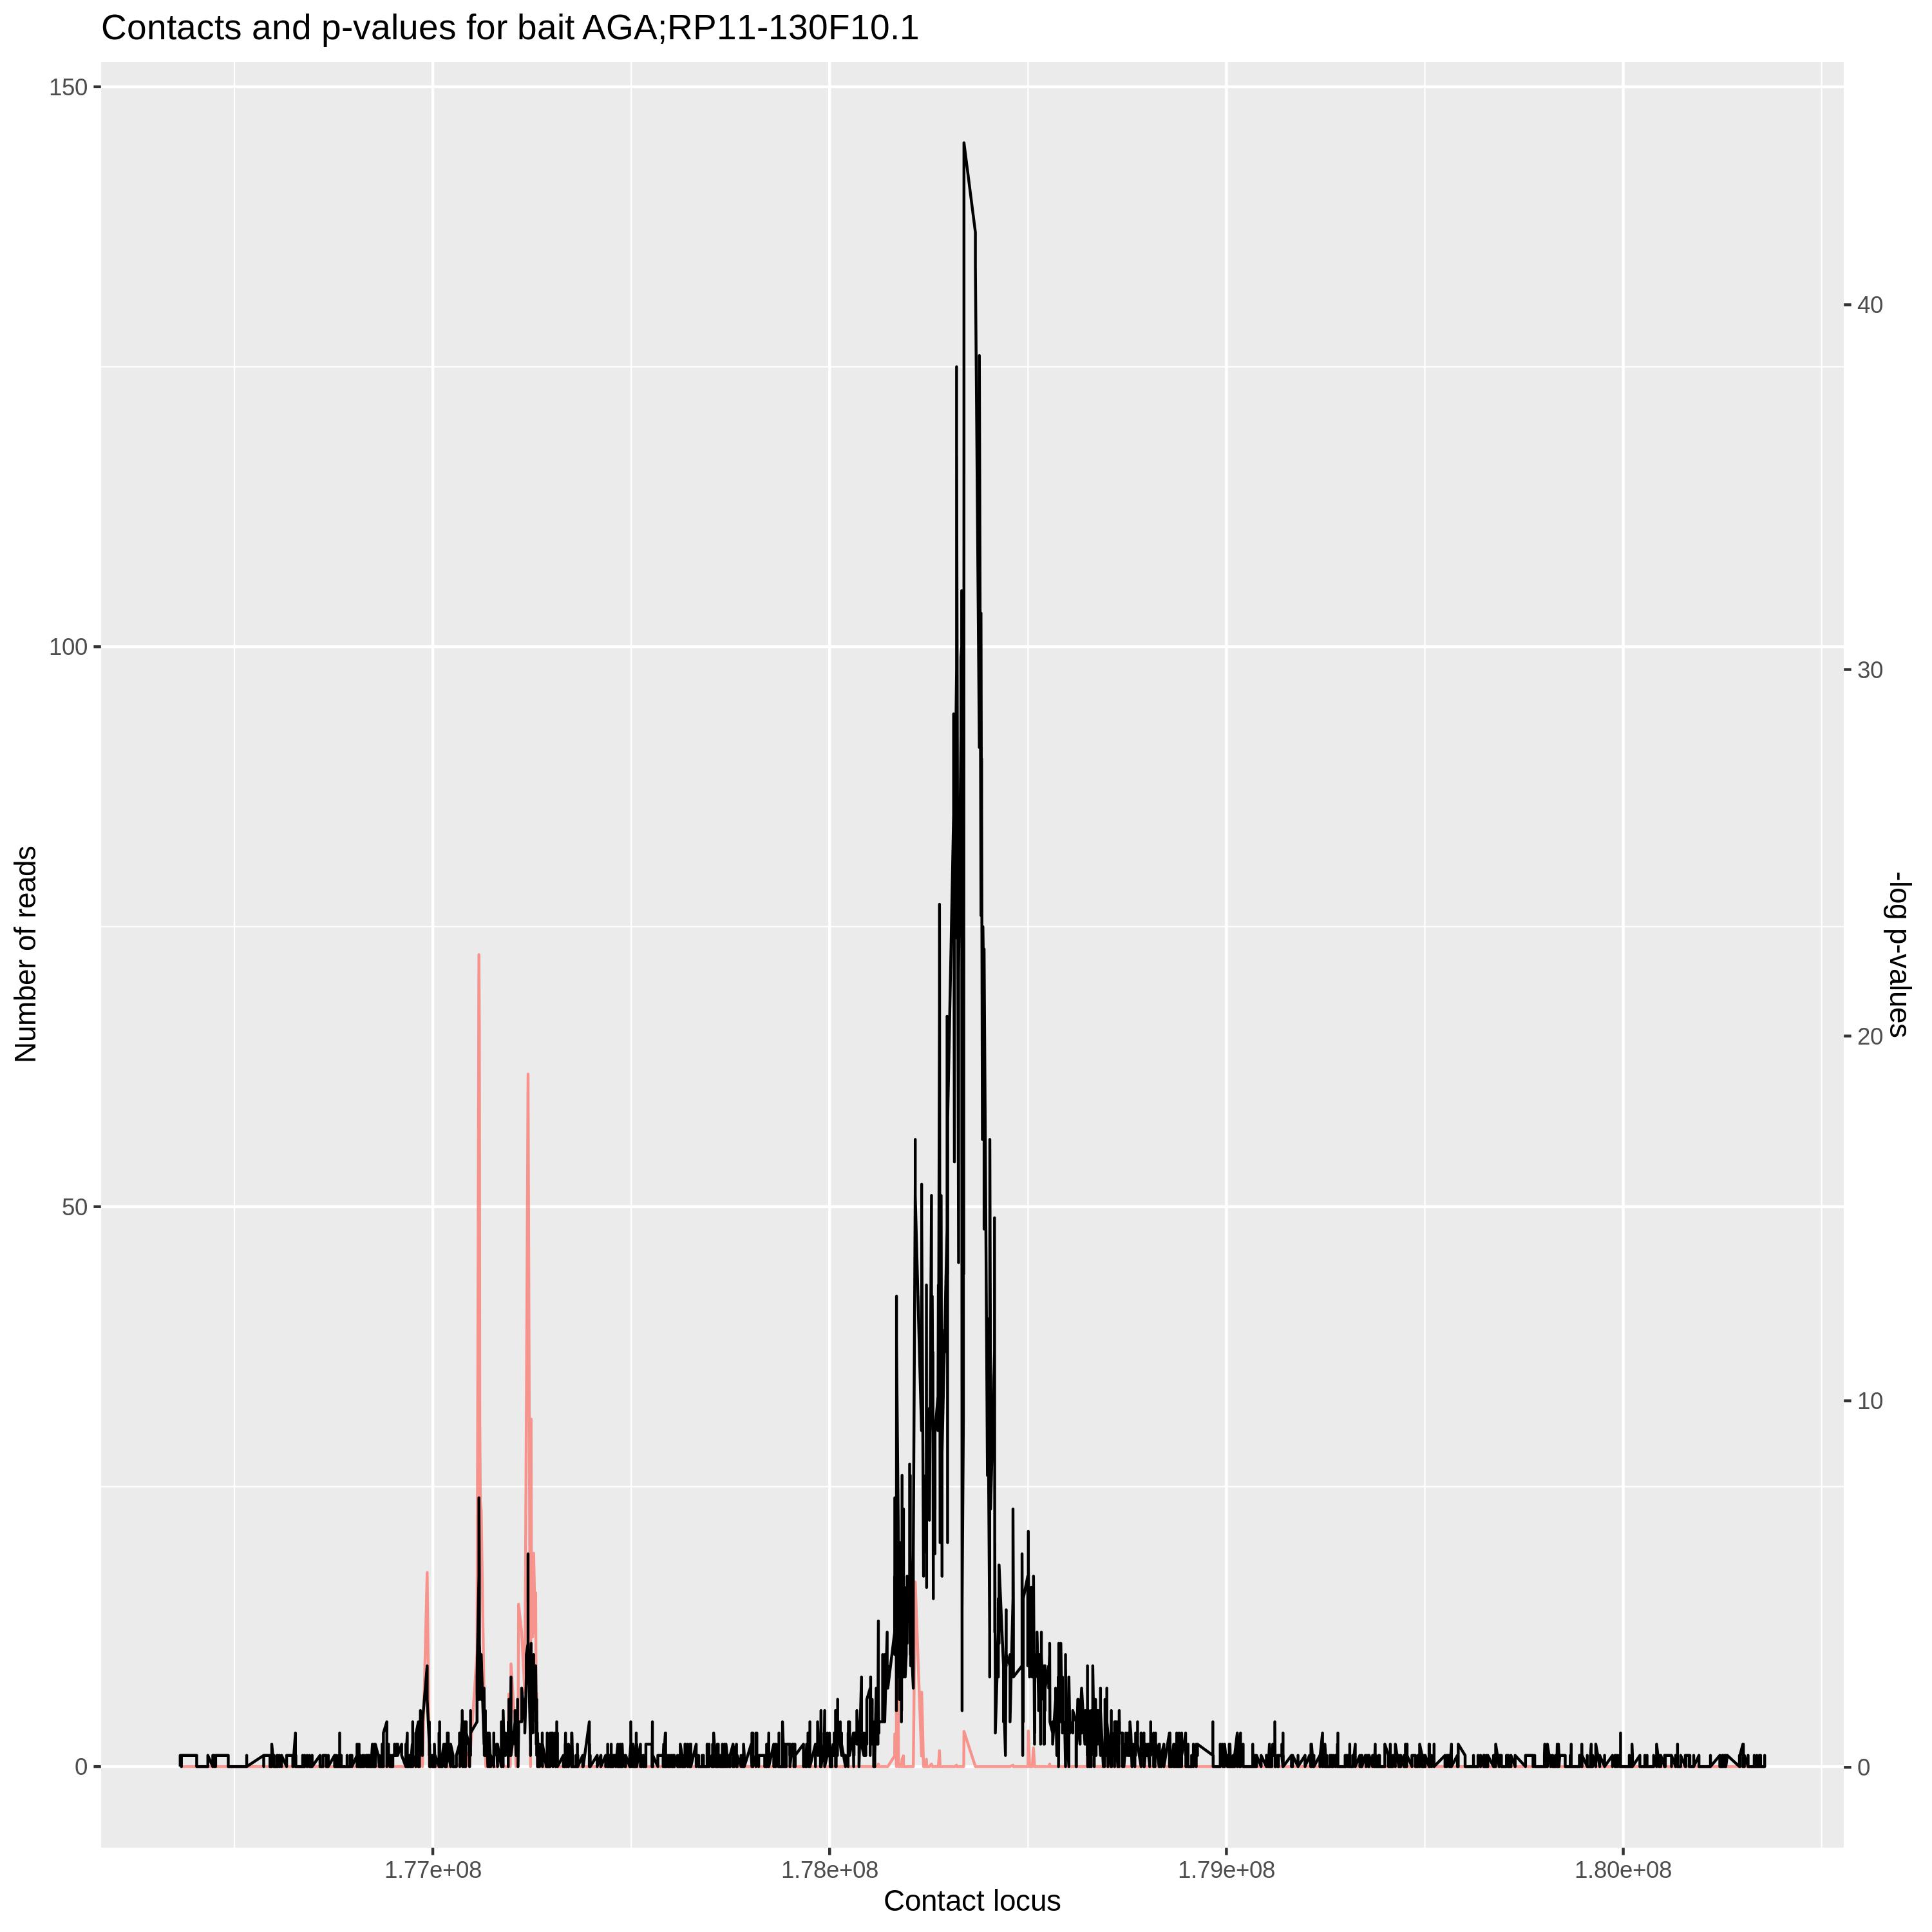 Contacts and p-values for bait AGA;RP11-130F10.1
150
100
50
0
Number of reads
40
30
20
10
0
-log p-values
1.77e+08
1.78e+08
1.79e+08
1.80e+08
Contact locus